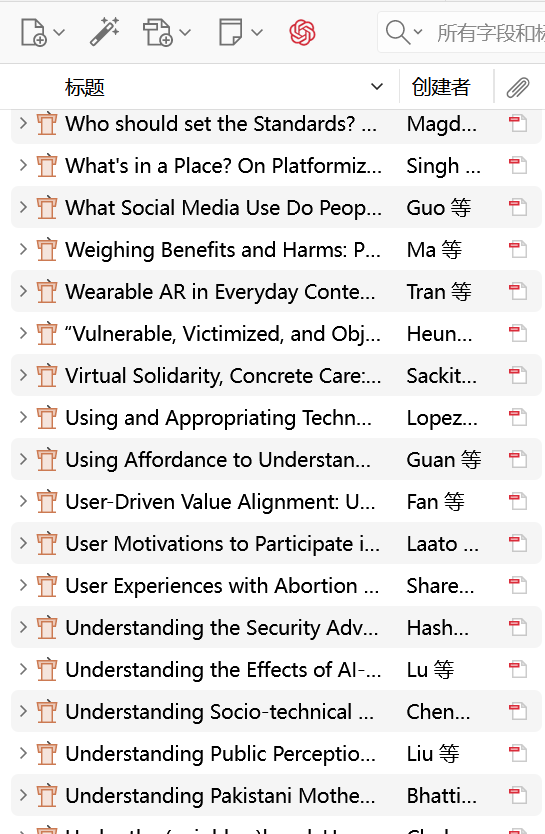 所有字段和标
标题 创建者
Who should set the Standards? ... Magd...
What's in a Place? On Platformiz... Singh ...
What Social Media Use Do Peop... Guo 等
Weighing Benefits and Harms: P... Ma 等
Wearable AR in Everyday Conte... Tran 等
“Vulnerable, Victimized, and Obj... Heun...
Virtual Solidarity, Concrete Care:... Sackit...
Using and Appropriating Techn... Lopez...
Using Affordance to Understan... Guan 等
User-Driven Value Alignment: U... Fan 等
User Motivations to Participate i... Laato ...
User Experiences with Abortion ... Share...
Understanding the Security Adv... Hash...
Understanding the Effects of AI-... Lu 等
Understanding Socio-technical ... Chen...
Understanding Public Perceptio... Liu 等
Understanding Pakistani Mothe... Bhatti...